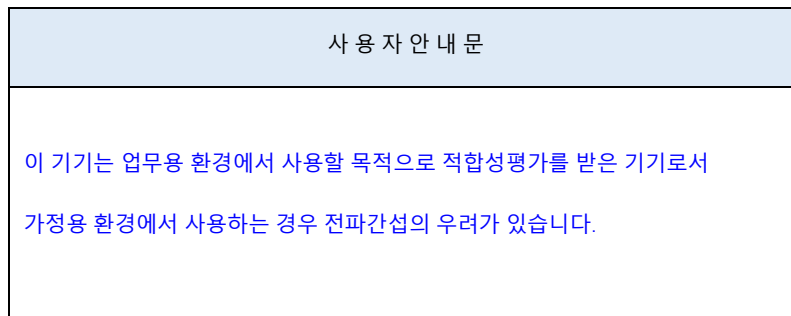 사 용 자 안 내 문
이 기기는 업무용 환경에서 사용할 목적으로 적합성평가를 받은 기기로서
가정용 환경에서 사용하는 경우 전파간섭의 우려가 있습니다.